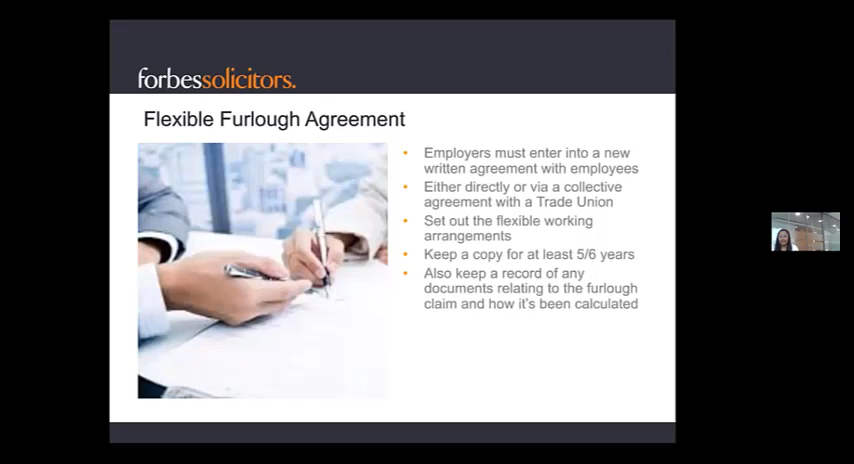 forbessolicitors.
Flexible Furlough Agreement
• Employers must enter into a new
written agreement with employees
• Either directly or via a collective
agreement with a Trade Union
• Set out the flexible working
arrangements
• Keep a copy for at least 5/6 years
• Also keep a record of any
documents relating to the furlough
claim and how it's been calculated